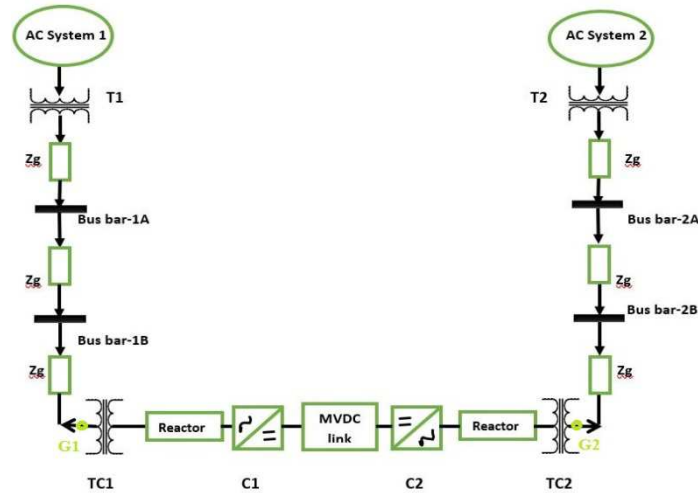 AC System 1
AC System 2
T1
T2
Zg
Zg
Bus bar-1A
Bus bar-2A
Zg
Zg
Bus bar-1B
Bus bar-2B
Zg
Zg
G1
Reactor
MVDC
link
Reactor
G2
TC1
C1
C2
TC2